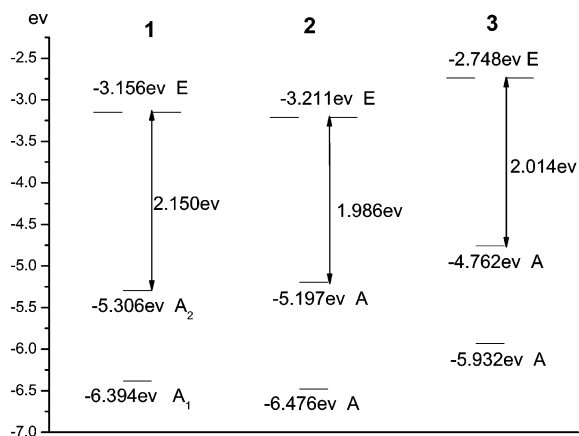 ev
1
2
3
-2.5
-3.0
-3.5
-4.0
-4.5
-5.0
-5.5
-6.0
-6.5
-7.0
-3.156ev E
2.150ev
-5.306ev A₂
-6.394ev A₁
-3.211ev E
1.986ev
-5.197ev A
-6.476ev A
-2.748ev E
2.014ev
-4.762ev A
-5.932ev A